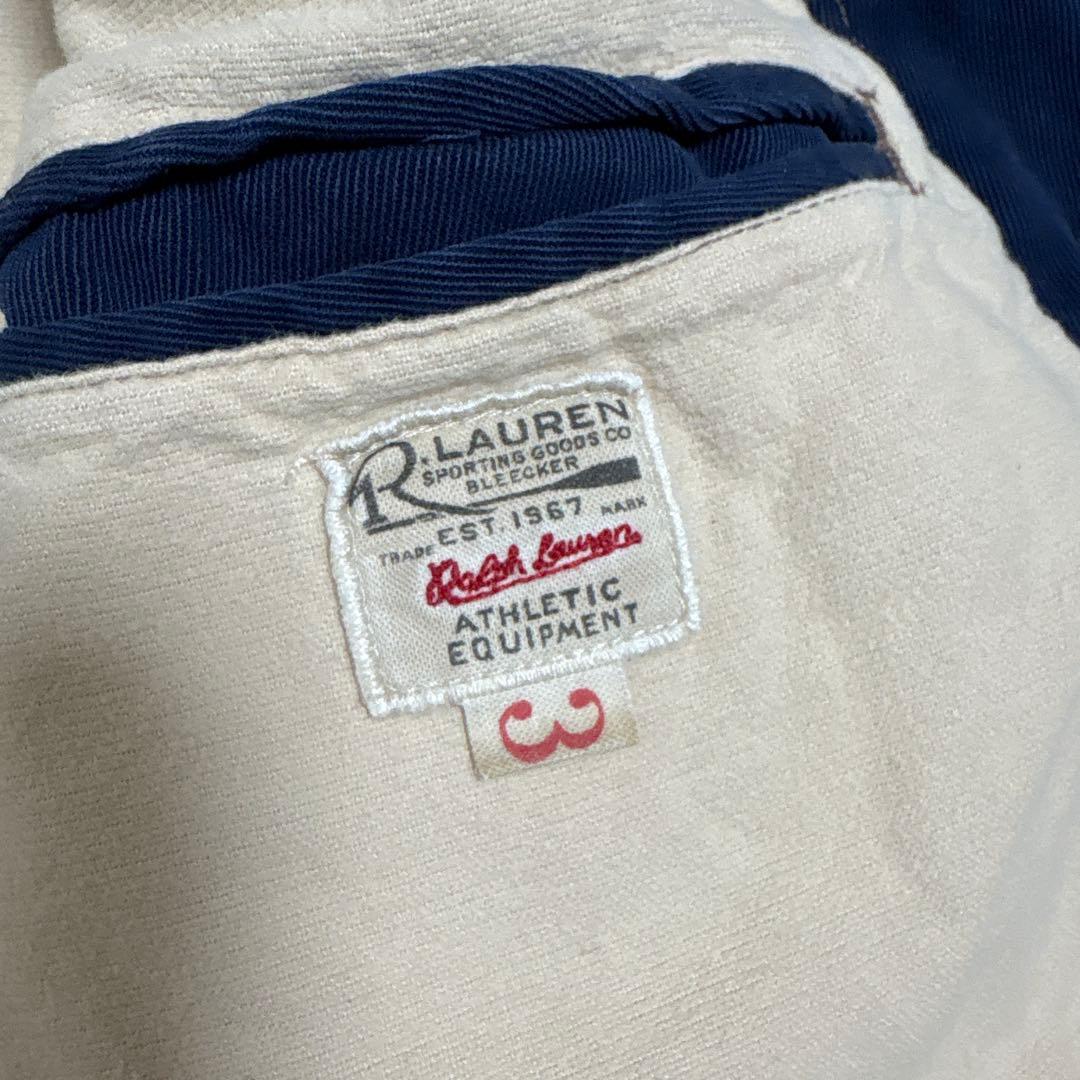 R. LAUREN
SPORTING GOODS CO
BLEECKER
EST. 1967
TRADE MARK
Ralph Lauren
ATHLETIC
EQUIPMENT
3